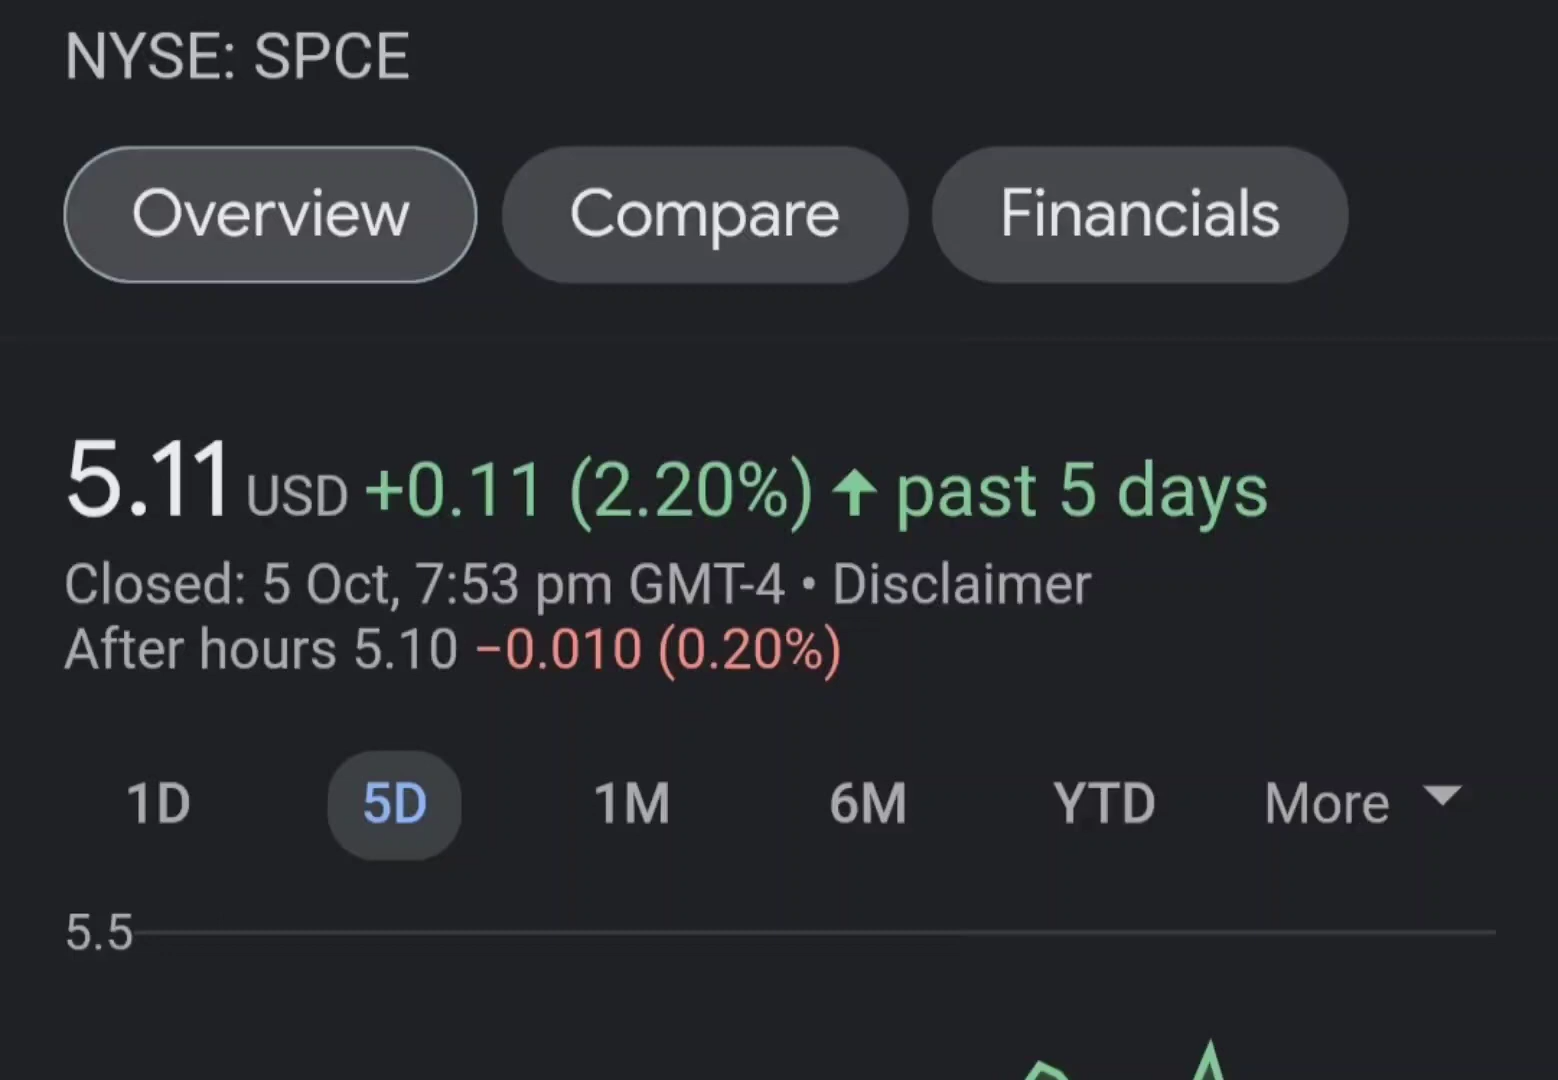 NYSE: SPCE
Overview Compare Financials
5.11 USD +0.11 (2.20%) ↑ past 5 days
Closed: 5 Oct, 7:53 pm GMT-4 • Disclaimer
After hours 5.10 −0.010 (0.20%)
1D 5D 1M 6M YTD More
5.5